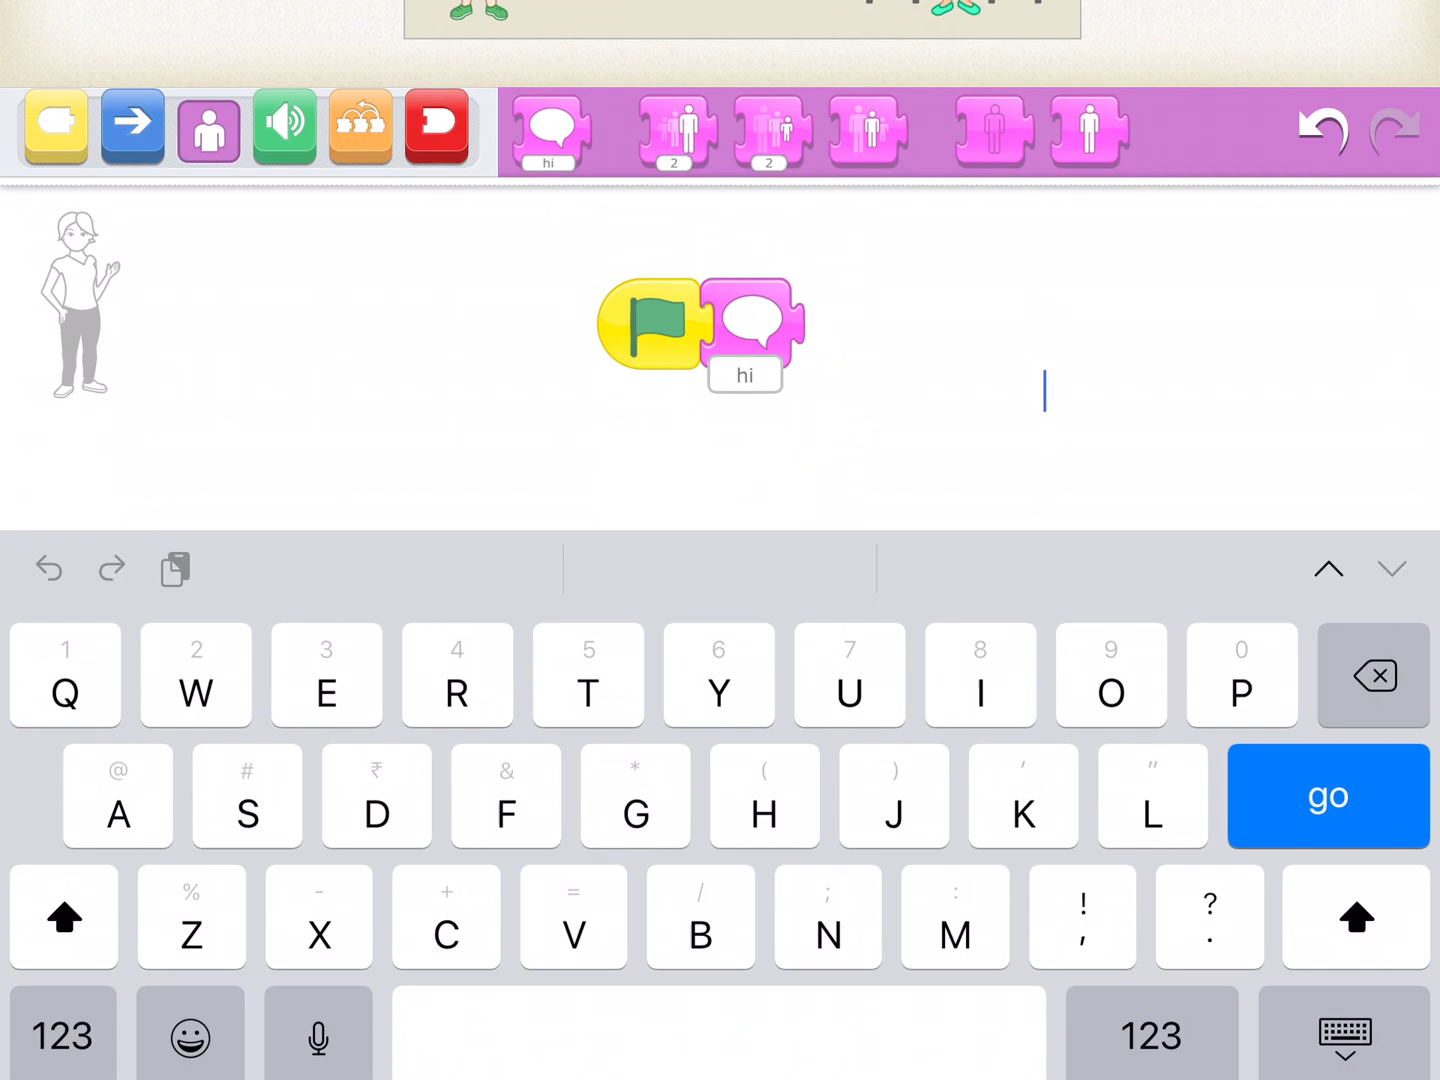 hi 2 2
hi
1 2 3 4 5 6 7 8 9 0
Q W E R T Y U I O P
@ # ₹ & * ( ) ' "
A S D F G H J K L go
% - + = / ; : ! ?
Z X C V B N M , .
123 123